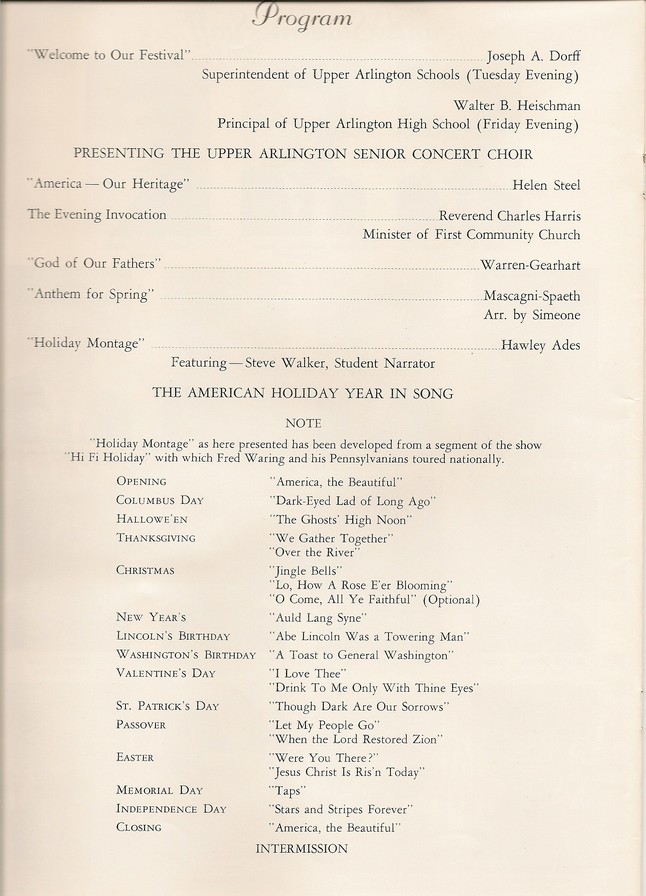 Program
"Welcome to Our Festival"........Joseph A. Dorff
Superintendent of Upper Arlington Schools (Tuesday Evening)
Walter B. Heischman
Principal of Upper Arlington High School (Friday Evening)
PRESENTING THE UPPER ARLINGTON SENIOR CONCERT CHOIR
"America — Our Heritage" ........ Helen Steel
The Evening Invocation ........ Reverend Charles Harris
Minister of First Community Church
"God of Our Fathers" ........ Warren-Gearhart
"Anthem for Spring" ........ Mascagni-Spaeth
Arr. by Simeone
"Holiday Montage" ........ Hawley Ades
Featuring — Steve Walker, Student Narrator
THE AMERICAN HOLIDAY YEAR IN SONG
NOTE
"Holiday Montage" as here presented has been developed from a segment of the show
"Hi Fi Holiday" with which Fred Waring and his Pennsylvanians toured nationally.
OPENING "America, the Beautiful"
COLUMBUS DAY "Dark-Eyed Lad of Long Ago"
HALLOWE'EN "The Ghosts' High Noon"
THANKSGIVING "We Gather Together"
"Over the River"
CHRISTMAS "Jingle Bells"
"Lo, How A Rose E'er Blooming"
"O Come, All Ye Faithful" (Optional)
NEW YEAR'S "Auld Lang Syne"
LINCOLN'S BIRTHDAY "Abe Lincoln Was a Towering Man"
WASHINGTON'S BIRTHDAY "A Toast to General Washington"
VALENTINE'S DAY "I Love Thee"
"Drink To Me Only With Thine Eyes"
ST. PATRICK'S DAY "Though Dark Are Our Sorrows"
PASSOVER "Let My People Go"
"When the Lord Restored Zion"
EASTER "Were You There?"
"Jesus Christ Is Ris'n Today"
MEMORIAL DAY "Taps"
INDEPENDENCE DAY "Stars and Stripes Forever"
CLOSING "America, the Beautiful"
INTERMISSION